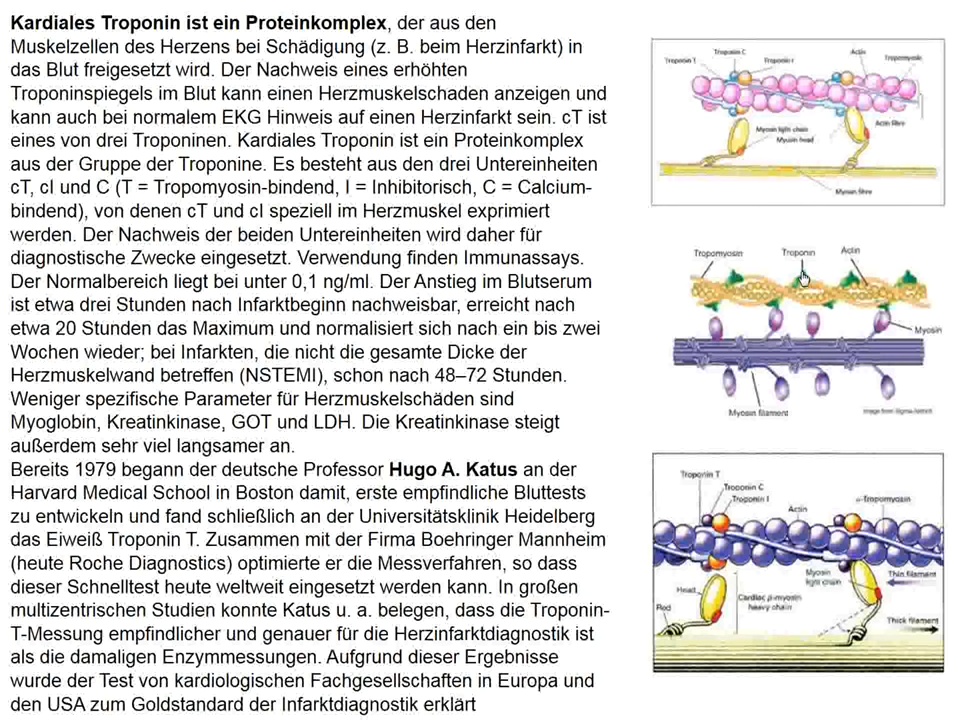 Kardiales Troponin ist ein Proteinkomplex, der aus den
Muskelzellen des Herzens bei Schädigung (z. B. beim Herzinfarkt) in
das Blut freigesetzt wird. Der Nachweis eines erhöhten
Troponinspiegels im Blut kann einen Herzmuskelschaden anzeigen und
kann auch bei normalem EKG Hinweis auf einen Herzinfarkt sein. cT ist
eines von drei Troponinen. Kardiales Troponin ist ein Proteinkomplex
aus der Gruppe der Troponine. Es besteht aus den drei Untereinheiten
cT, cI und C (T = Tropomyosin-bindend, I = Inhibitorisch, C = Calcium-
bindend), von denen cT und cI speziell im Herzmuskel exprimiert
werden. Der Nachweis der beiden Untereinheiten wird daher für
diagnostische Zwecke eingesetzt. Verwendung finden Immunassays.
Der Normalbereich liegt bei unter 0,1 ng/ml. Der Anstieg im Blutserum
ist etwa drei Stunden nach Infarktbeginn nachweisbar, erreicht nach
etwa 20 Stunden das Maximum und normalisiert sich nach ein bis zwei
Wochen wieder; bei Infarkten, die nicht die gesamte Dicke der
Herzmuskelwand betreffen (NSTEMI), schon nach 48–72 Stunden.
Weniger spezifische Parameter für Herzmuskelschäden sind
Myoglobin, Kreatinkinase, GOT und LDH. Die Kreatinkinase steigt
außerdem sehr viel langsamer an.
Bereits 1979 begann der deutsche Professor Hugo A. Katus an der
Harvard Medical School in Boston damit, erste empfindliche Bluttests
zu entwickeln und fand schließlich an der Universitätsklinik Heidelberg
das Eiweiß Troponin T. Zusammen mit der Firma Boehringer Mannheim
(heute Roche Diagnostics) optimierte er die Messverfahren, so dass
dieser Schnelltest heute weltweit eingesetzt werden kann. In großen
multizentrischen Studien konnte Katus u. a. belegen, dass die Troponin-
T-Messung empfindlicher und genauer für die Herzinfarktdiagnostik ist
als die damaligen Enzymmessungen. Aufgrund dieser Ergebnisse
wurde der Test von kardiologischen Fachgesellschaften in Europa und
den USA zum Goldstandard der Infarktdiagnostik erklärt
Troponin C
Troponin T
Troponin I
Actin
Tropomyosin
Actin fibre
Myosin light chain
Myosin head
Myosin fibre
Tropomyosin
Troponin
Actin
Myosin
Myosin filament
Troponin T
Troponin C
Troponin I
Actin
α-Tropomyosin
Myosin
light chain
Thin filament
Head
Cardiac β-myosin
heavy chain
Rod
Thick filament